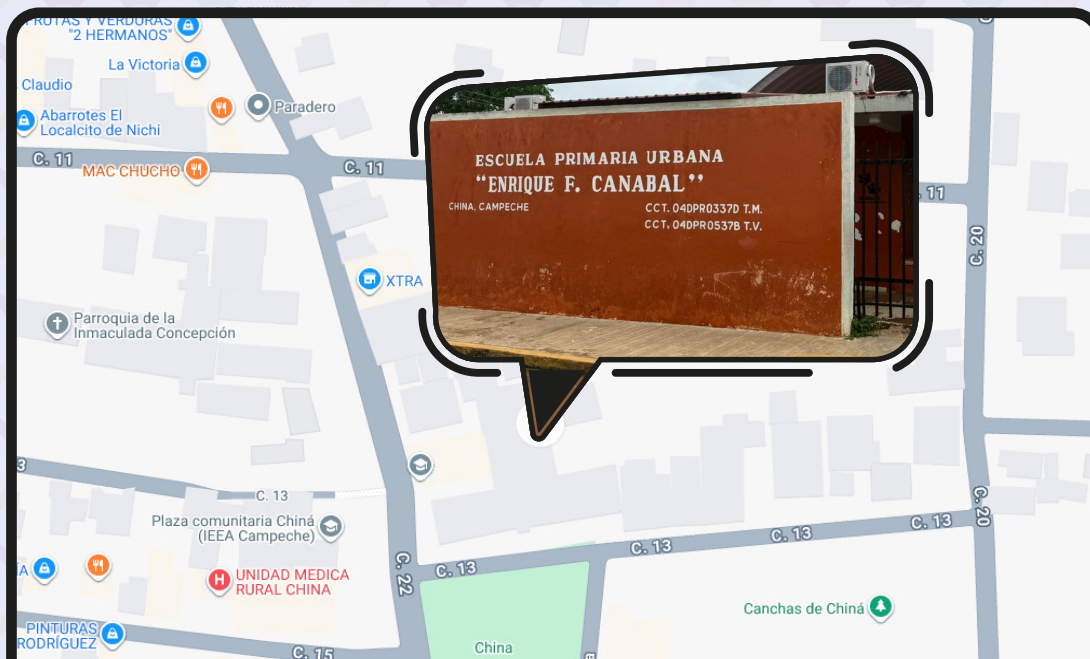 FRUTAS Y VERDURAS
"2 HERMANOS"
La Victoria
Claudio
Paradero
Abarrotes El
Localcito de Nichi
C. 11
MAC CHUCHO
C. 11
11
C. 20
ESCUELA PRIMARIA URBANA
“ENRIQUE F. CANABAL”
CHINA, CAMPECHE
CCT. 04DPR0337D T.M.
CCT. 04DPR0537B T.V.
XTRA
Parroquia de la
Inmaculada Concepción
3
C. 13
Plaza comunitaria Chiná
(IEEA Campeche)
C. 20
C. 13
C. 13
C. 13
C. 13
C. 22
H
UNIDAD MEDICA
RURAL CHINA
Canchas de Chiná
PINTURAS
RODRÍGUEZ
C. 15
China